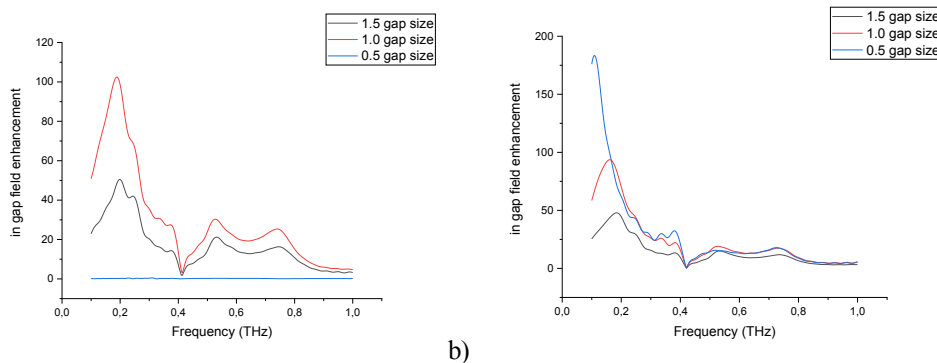 1.5 gap size
1.0 gap size
0.5 gap size
120
100
80
60
40
20
0
in gap field enhancement
0,0
0,2
0,4
0,6
0,8
1,0
Frequency (THz)
b)
1.5 gap size
1.0 gap size
0.5 gap size
200
150
100
50
0
in gap field enhancement
0,0
0,2
0,4
0,6
0,8
1,0
Frequency (THz)